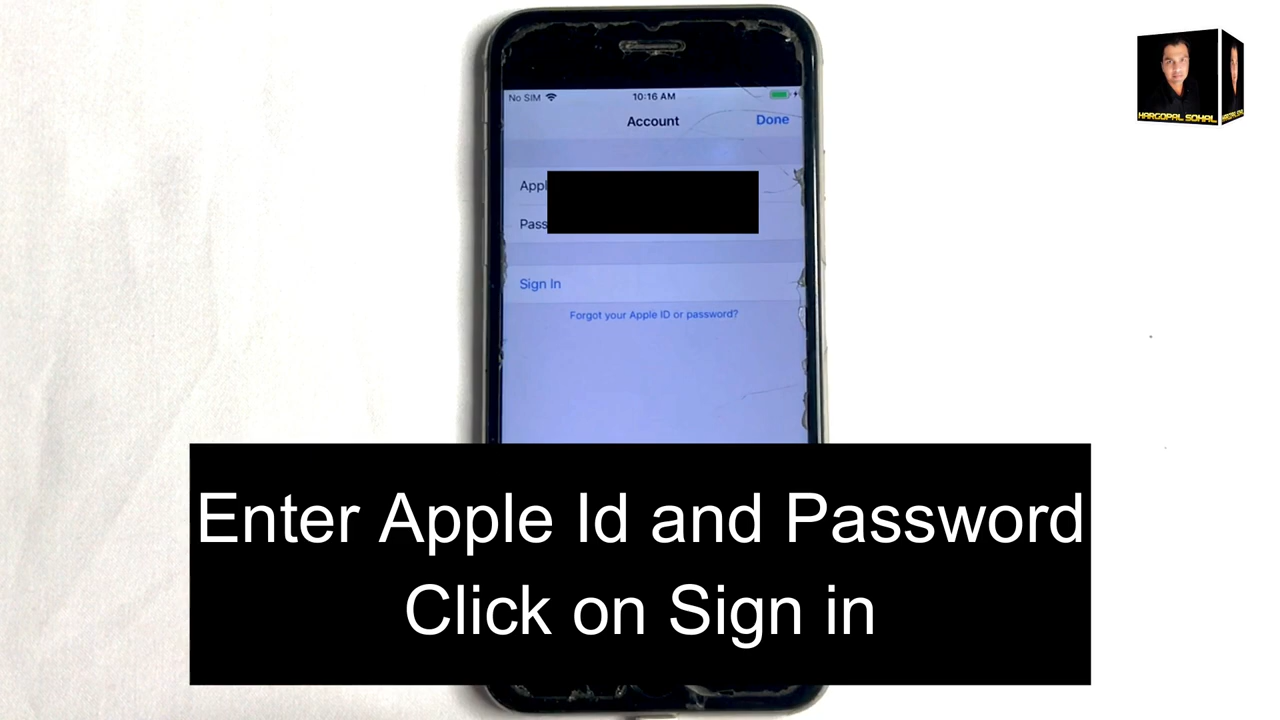 No SIM 10:16 AM
Account Done
Appl
Pass
Sign In
Forgot your Apple ID or password?
Enter Apple Id and Password
Click on Sign in
HARGOPAL SOHAL